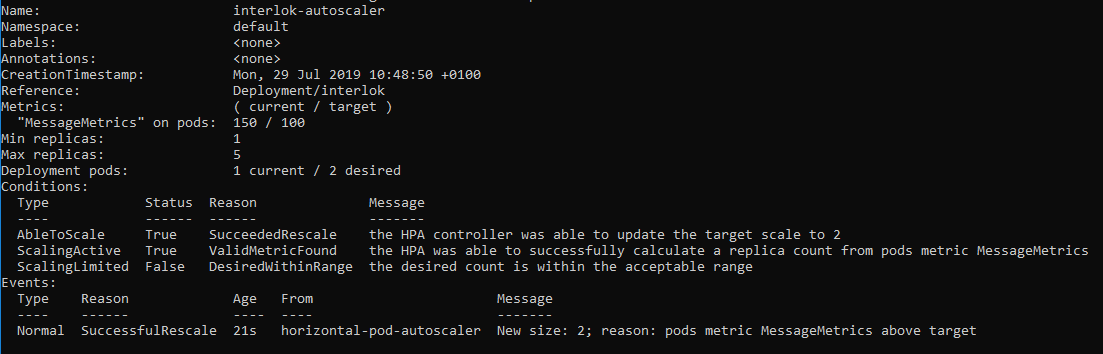 Name:                        interlok-autoscaler
Namespace:                   default
Labels:                      <none>
Annotations:                 <none>
CreationTimestamp:           Mon, 29 Jul 2019 10:48:50 +0100
Reference:                   Deployment/interlok
Metrics:                     ( current / target )
  "MessageMetrics" on pods:  150 / 100
Min replicas:                1
Max replicas:                5
Deployment pods:             1 current / 2 desired
Conditions:
  Type            Status  Reason              Message
  ----            ------  ------              -------
  AbleToScale     True    SucceededRescale    the HPA controller was able to update the target scale to 2
  ScalingActive   True    ValidMetricFound    the HPA was able to successfully calculate a replica count from pods metric MessageMetrics
  ScalingLimited  False   DesiredWithinRange  the desired count is within the acceptable range
Events:
  Type    Reason             Age   From                       Message
  ----    ------             ----  ----                       -------
  Normal  SuccessfulRescale  21s   horizontal-pod-autoscaler  New size: 2; reason: pods metric MessageMetrics above target